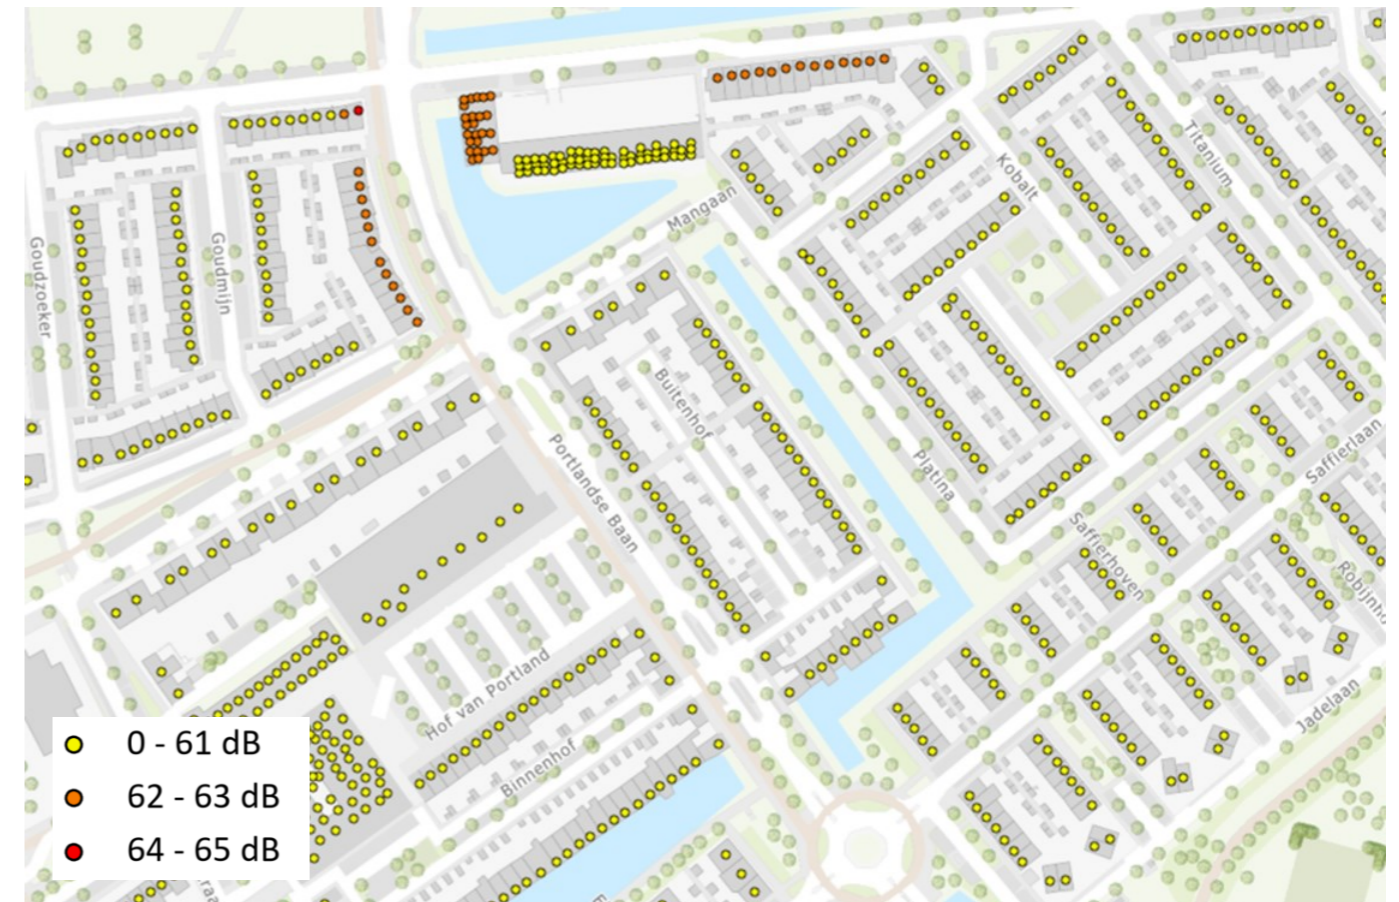 Titanium
Kobalt
Mangaan
Goudzoeker
Goudmijn
Buitenhof
Portlandse Baan
Platina
Saffierlaan
Saffierhoven
Hof van Portland
Binnenhof
Jadelaan
0 - 61 dB
62 - 63 dB
64 - 65 dB